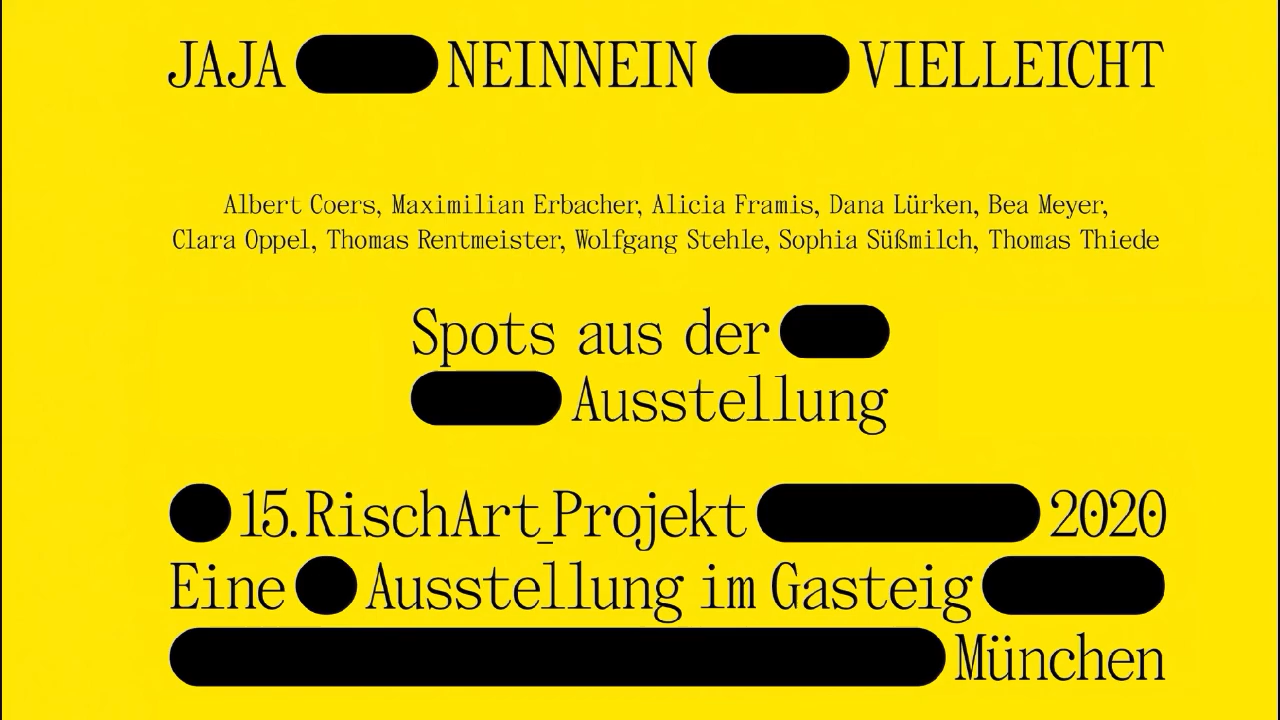 JAJA NEINNEIN VIELLEICHT
Albert Coers, Maximilian Erbacher, Alicia Framis, Dana Lürken, Bea Meyer,
Clara Oppel, Thomas Rentmeister, Wolfgang Stehle, Sophia Süßmilch, Thomas Thiede
Spots aus der
Ausstellung
15. RischArt_Projekt 2020
Eine Ausstellung im Gasteig
München